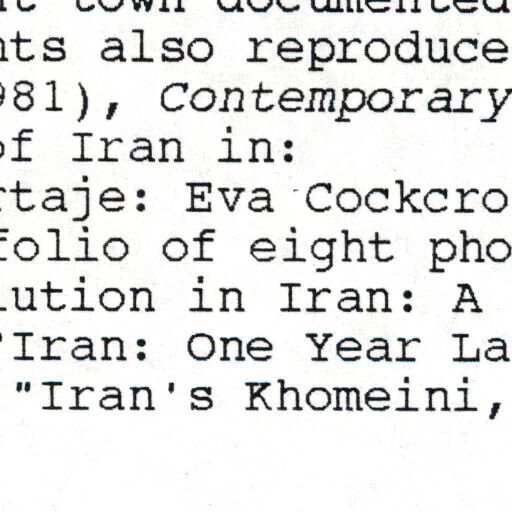 t town documented
nts also reproduce
981), Contemporary
of Iran in:
rtaje: Eva Cockcro
folio of eight pho
lution in Iran: A
"Iran: One Year La
"Iran's Khomeini,